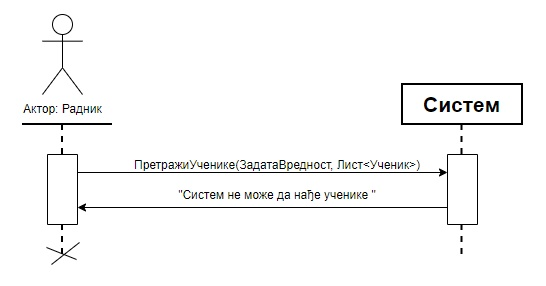 Актор: Радник
Систем
ПретражиУченике(ЗадатаВредност, Лист<Ученик>)
"Систем не може да нађе ученике "